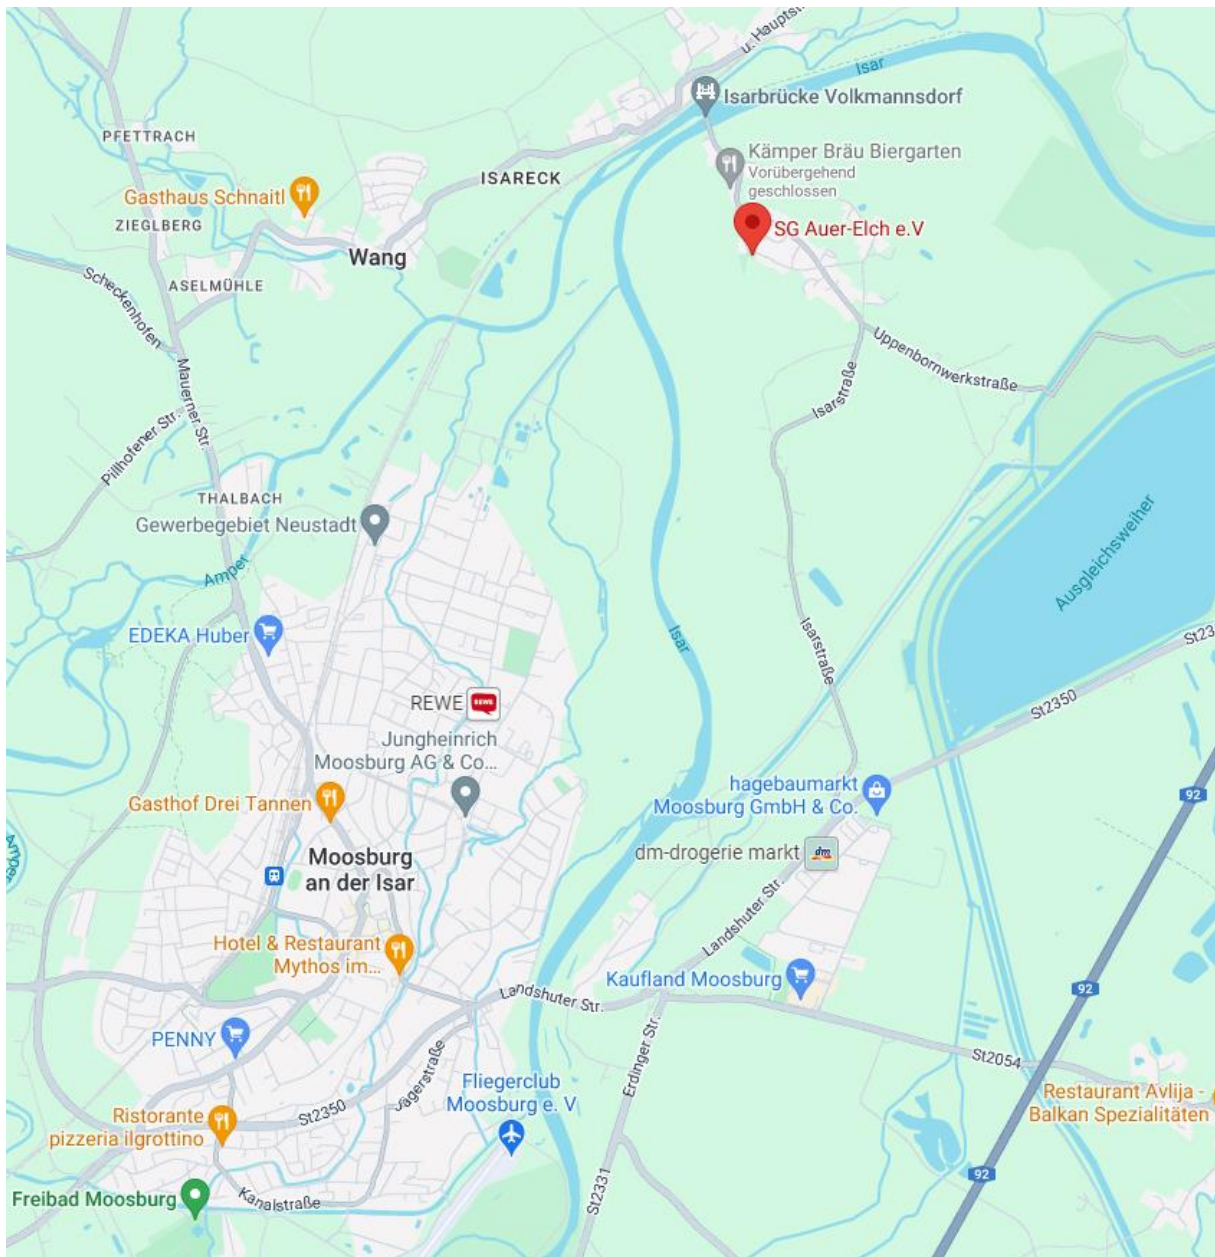 u. Hauptst
Isar
Isarbrücke Volkmannsdorf
PFETTRACH
Kämper Bräu Biergarten
Vorübergehend
geschlossen
ISARECK
Gasthaus Schnaitl
ZIEGLBERG
SG Auer-Elch e.V
Wang
ASELMÜHLE
Scheckenhofen
Uppenbornwerkstraße
Mauerner Str.
Isarstraße
Pillhofener Str.
THALBACH
Gewerbegebiet Neustadt
Ausgleichsweiher
Amper
EDEKA Huber
Isar
Isarstraße
St23
REWE
REWE
St2350
Jungheinrich
Moosburg AG & Co...
hagebaumarkt
Moosburg GmbH & Co.
92
Gasthof Drei Tannen
dm-drogerie markt
dm
Amper
Moosburg
an der Isar
Landshuter Str.
Hotel & Restaurant
Mythos im...
Kaufland Moosburg
92
Landshuter Str.
PENNY
Erdinger Str.
St2054
Jägerstraße
Fliegerclub
Moosburg e. V
Restaurant Avlija -
Balkan Spezialitäten
St2350
Ristorante
pizzeria ilgrottino
92
Freibad Moosburg
Kanalstraße
St2331